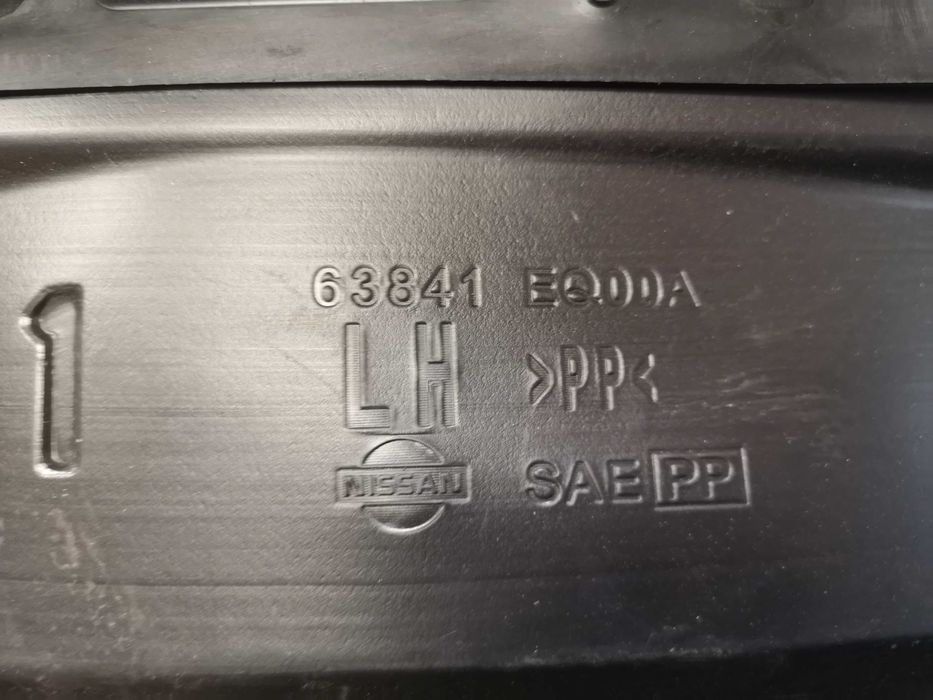 63841 EQ00A
1
LH >PP<
NISSAN SAE PP